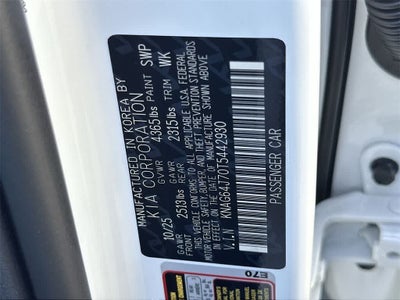 MANUFACTURED IN KOREA BY
KIA CORPORATION
10/25 GVWR 4365lbs PAINT SWP
GAWR FRONT 2513lbs GAWR REAR 2315lbs TRIM WK
THIS VEHICLE CONFORMS TO ALL APPLICABLE U.S.A FEDERAL
MOTOR VEHICLE SAFETY, BUMPER, AND THEFT PREVENTION
STANDARDS IN EFFECT ON THE DATE OF MANUFACTURE SHOWN ABOVE
V.I.N KNAG64J70T5442930
PASSENGER CAR
E70